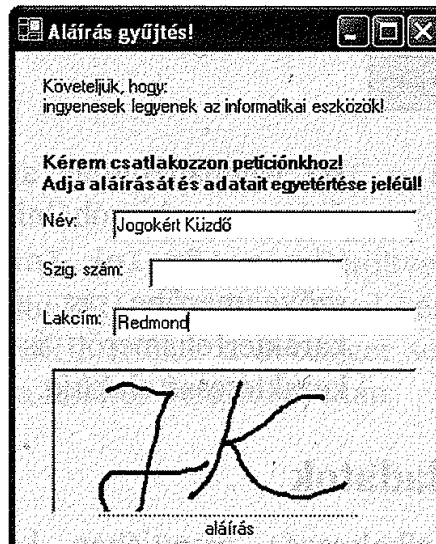 Aláírás gyűjtés!
Követeljük, hogy:
ingyenesek legyenek az informatikai eszközök!
Kérem csatlakozzon petíciónkhoz!
Adja aláírását és adatait egyetértése jeléül!
Név: Jogokért Küzdő
Szig. szám:
Lakcím: Redmond
JK
aláírás